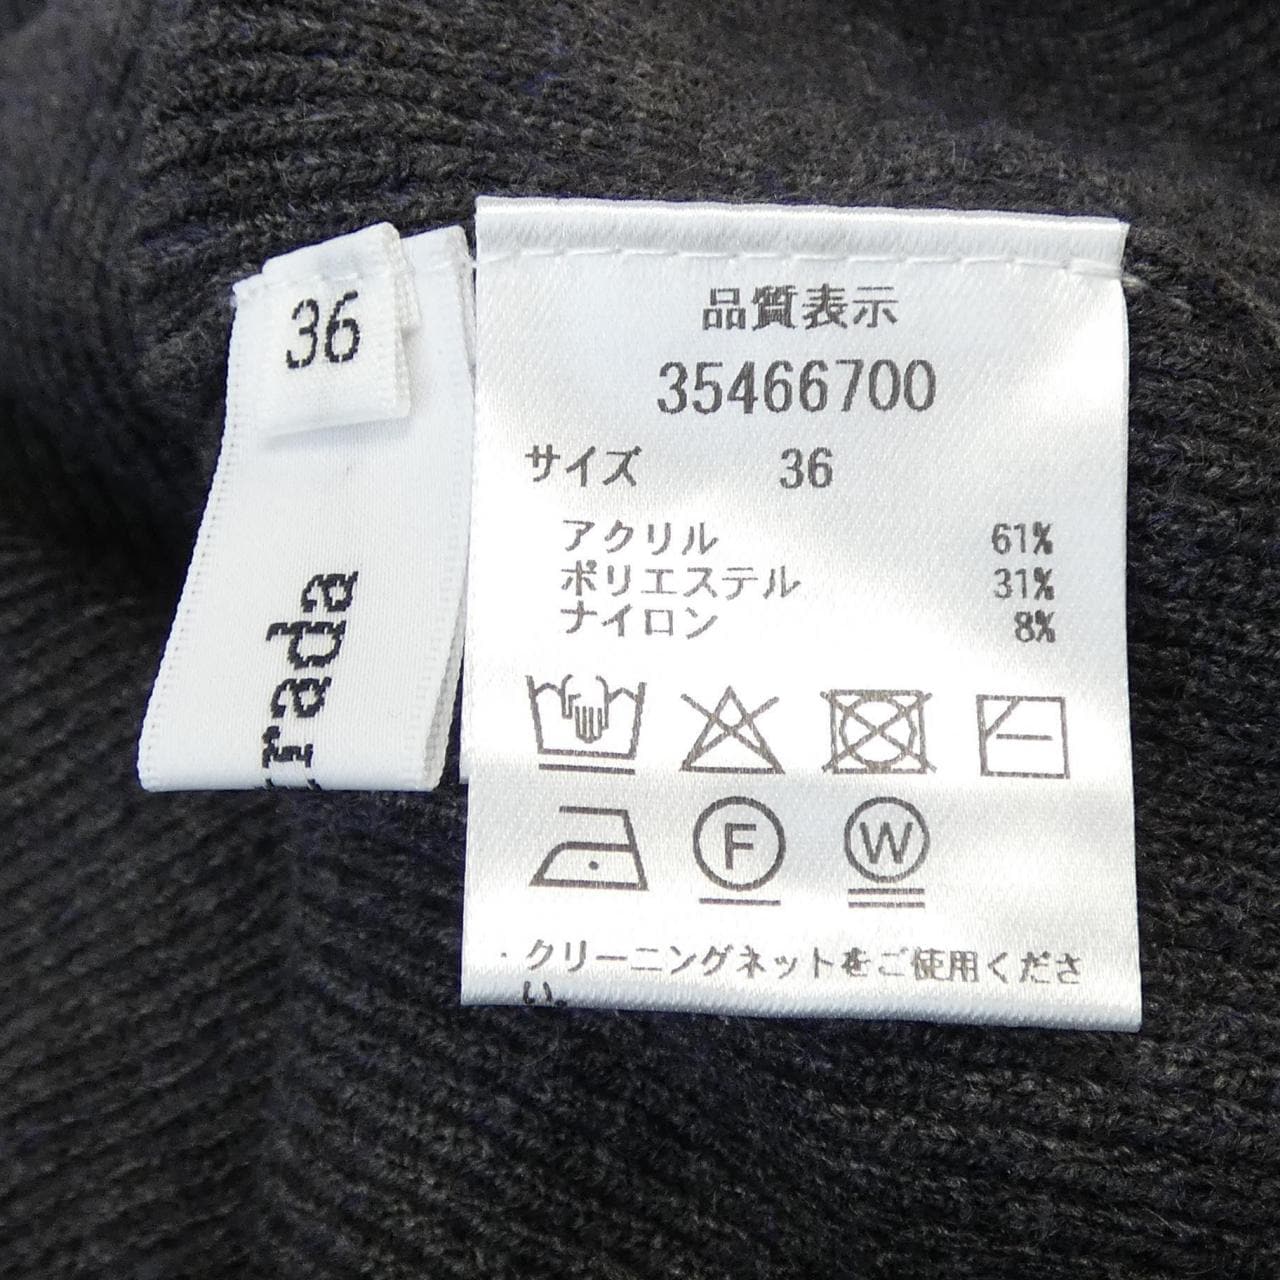 36
rada
品質表示
35466700
サイズ 36
アクリル 61%
ポリエステル 31%
ナイロン 8%
F W
・クリーニングネットをご使用くださ
い。